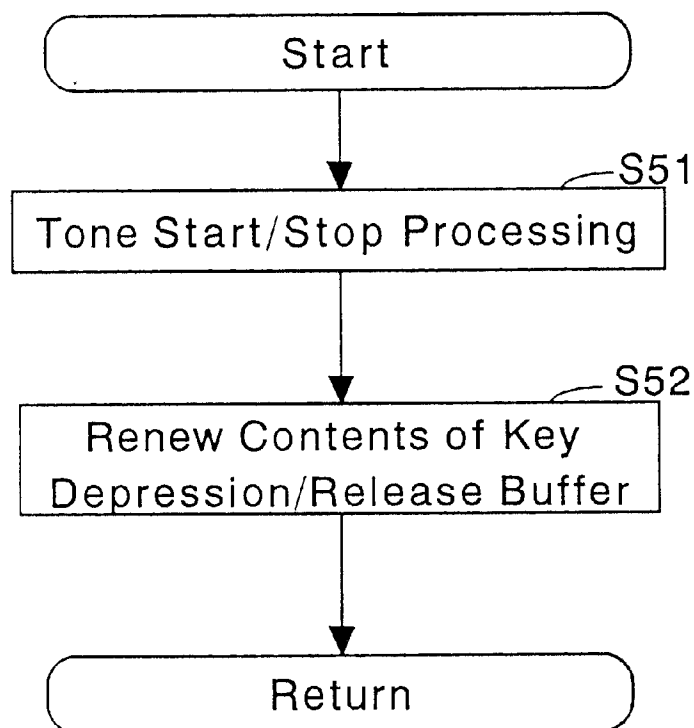 Start
S51
Tone Start/Stop Processing
S52
Renew Contents of Key
Depression/Release Buffer
Return